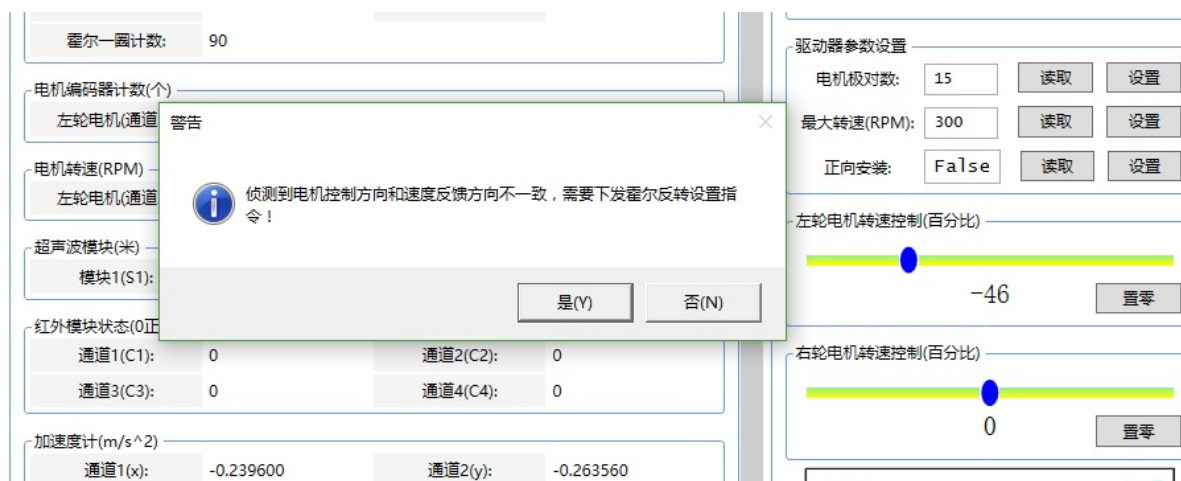 霍尔一圈计数: 90
电机编码器计数(个)
左轮电机(通道
电机转速(RPM)
左轮电机(通道
超声波模块(米)
模块1(S1):
红外模块状态(0正
通道1(C1): 0 通道2(C2): 0
通道3(C3): 0 通道4(C4): 0
加速度计(m/s^2)
通道1(x): -0.239600 通道2(y): -0.263560
警告
侦测到电机控制方向和速度反馈方向不一致,需要下发霍尔反转设置指
令!
是(Y) 否(N)
驱动器参数设置
电机极对数: 15 读取 设置
最大转速(RPM): 300 读取 设置
正向安装: False 读取 设置
左轮电机转速控制(百分比)
-46 置零
右轮电机转速控制(百分比)
0 置零